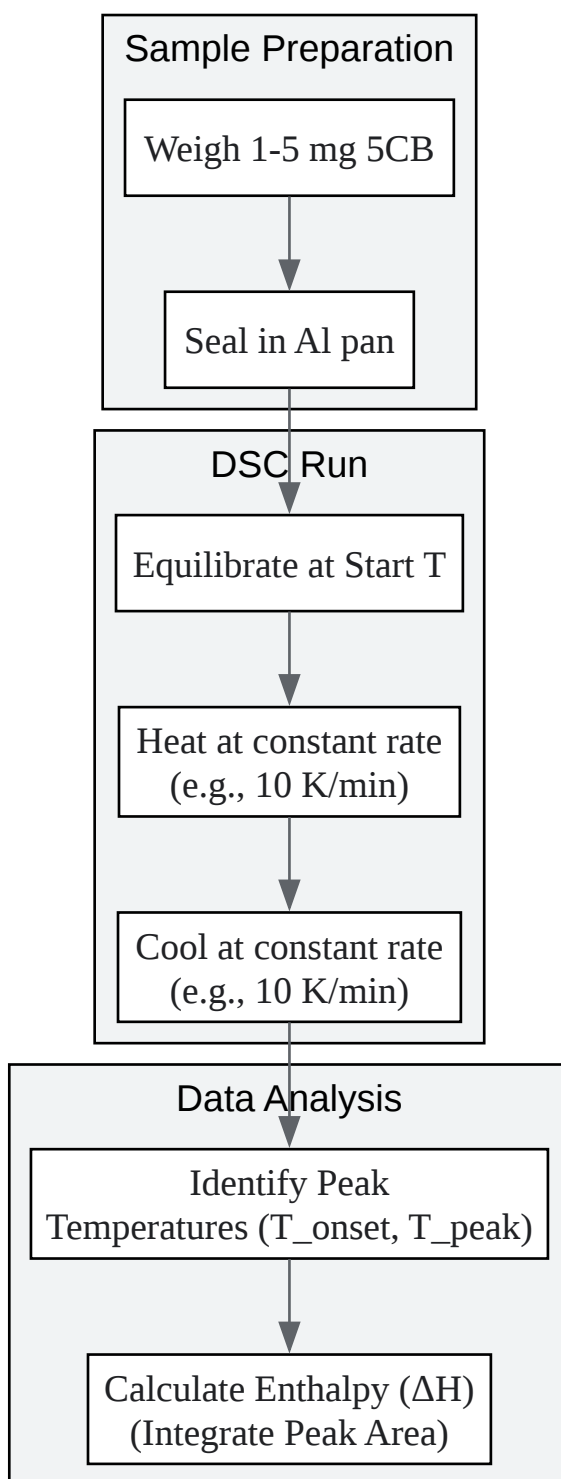 Sample Preparation
Weigh 1-5 mg 5CB
Seal in Al pan
DSC Run
Equilibrate at Start T
Heat at constant rate
(e.g., 10 K/min)
Cool at constant rate
(e.g., 10 K/min)
Data Analysis
Identify Peak
Temperatures (T_onset, T_peak)
Calculate Enthalpy (ΔH)
(Integrate Peak Area)